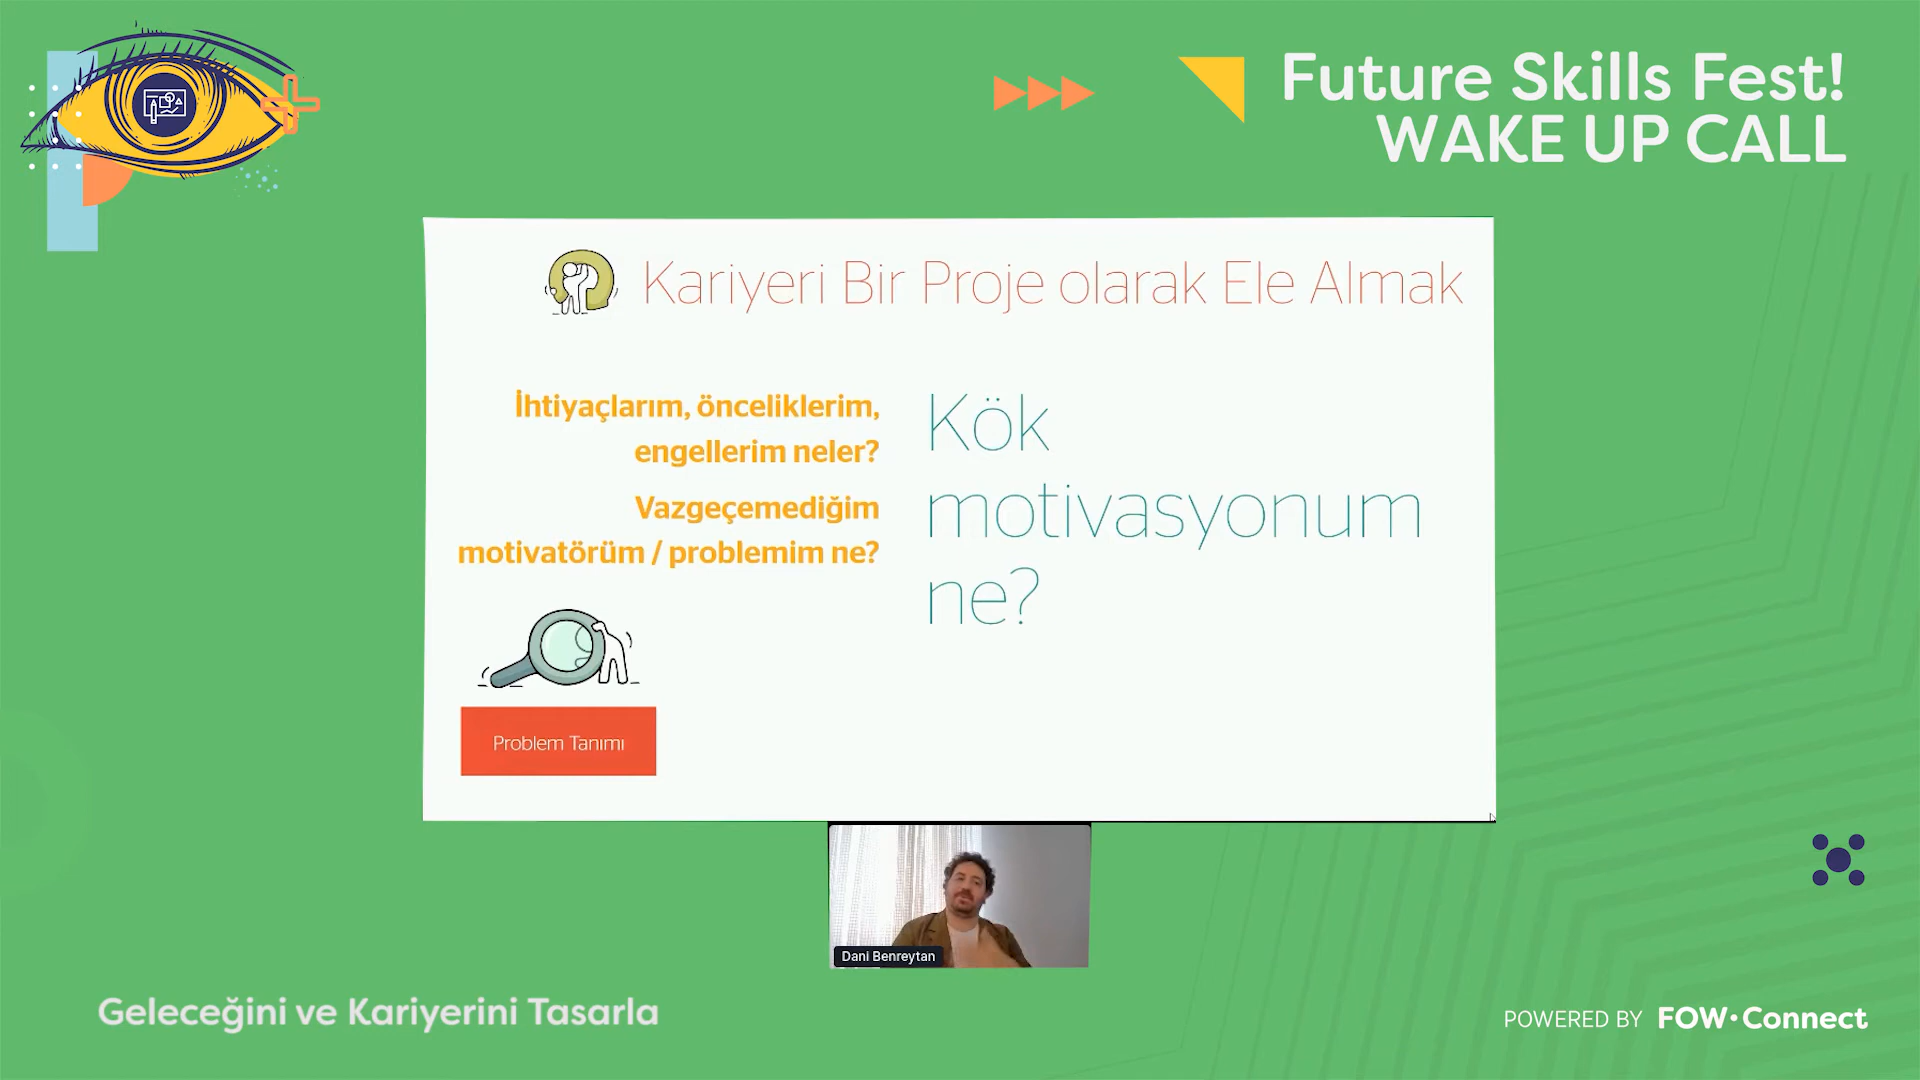 Future Skills Fest!
WAKE UP CALL
Kariyeri Bir Proje olarak Ele Almak
İhtiyaçlarım, önceliklerim,
engellerim neler?
Vazgeçemediğim
motivatörüm / problemim ne?
Kök
motivasyonum
ne?
Problem Tanımı
Dani Benreytan
Geleceğini ve Kariyerini Tasarla
POWERED BY FOW·Connect